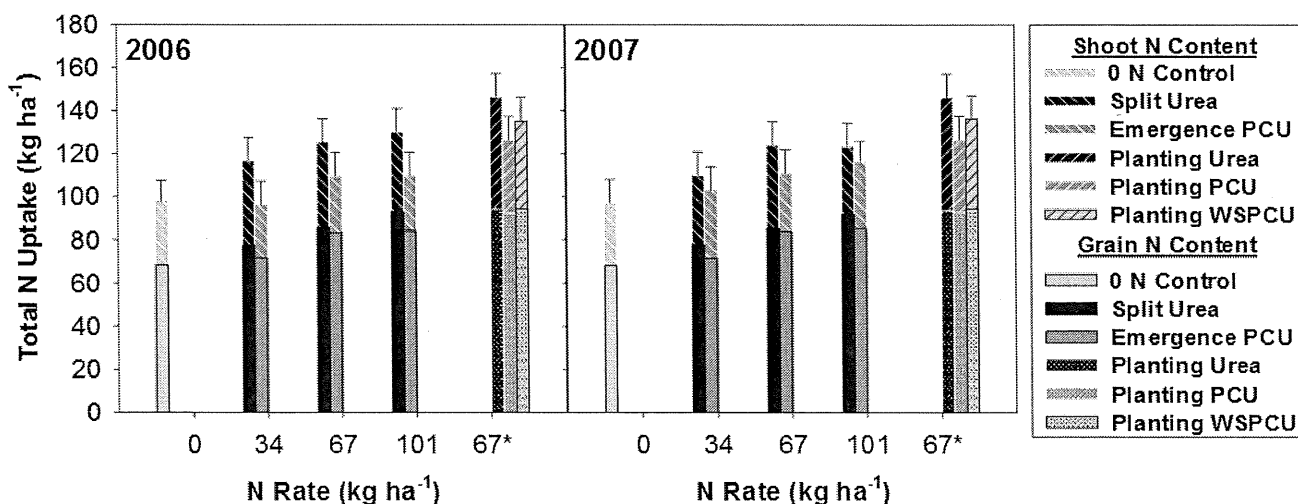 Total N Uptake (kg ha⁻¹)
180
160
140
120
100
80
60
40
20
0
2006
0 34 67 101 67*
N Rate (kg ha⁻¹)
2007
0 34 67 101 67*
N Rate (kg ha⁻¹)
Shoot N Content
0 N Control
Split Urea
Emergence PCU
Planting Urea
Planting PCU
Planting WSPCU
Grain N Content
0 N Control
Split Urea
Emergence PCU
Planting Urea
Planting PCU
Planting WSPCU